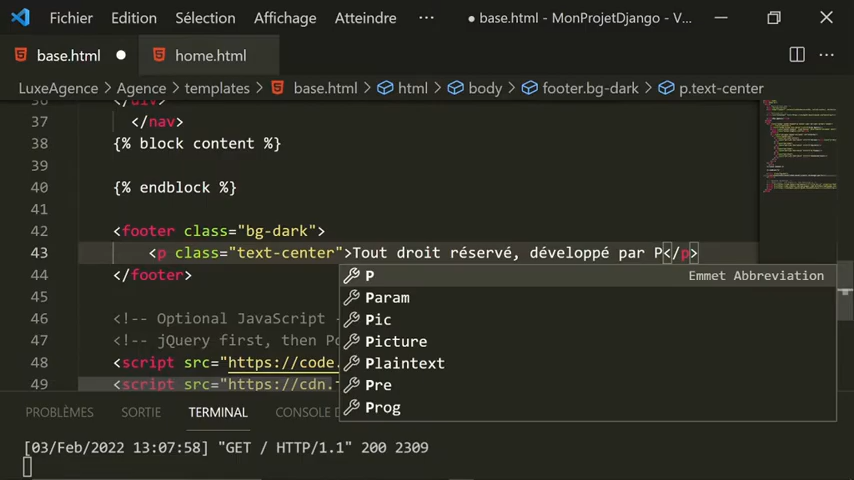 Fichier Edition Sélection Affichage Atteindre ··· ● base.html - MonProjetDjango - V...
base.html ● home.html ···
LuxeAgence > Agence > templates > base.html > html > body > footer.bg-dark > p.text-center
36 </div>
37 </nav>
38 {% block content %}
39
40 {% endblock %}
41
42 <footer class="bg-dark">
43 <p class="text-center">Tout droit réservé, développé par P</p>
44 </footer>
P Emmet Abbreviation
45
Param
46 <!-- Optional JavaScript -
Pic
47 <!-- jQuery first, then Po
Picture
48 <script src="https://code.
Plaintext
49 <script src="https://cdn.
Pre
Prog
PROBLÈMES SORTIE TERMINAL CONSOLE D
[03/Feb/2022 13:07:58] "GET / HTTP/1.1" 200 2309